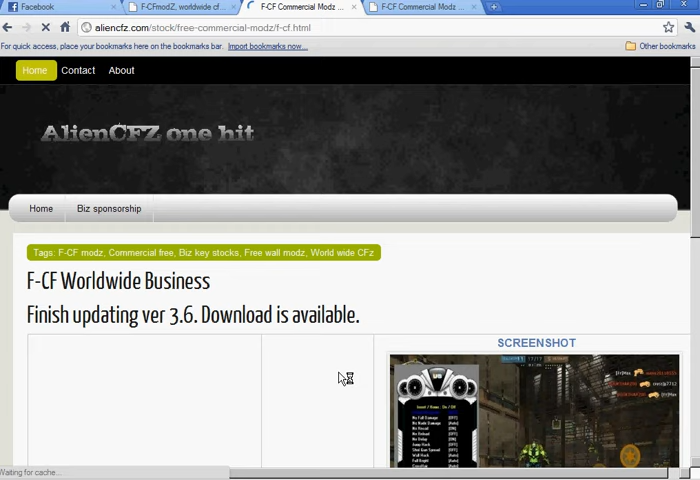 Facebook
F-CFmodZ, worldwide cf...
F-CF Commercial Modz ...
F-CF Commercial Modz ...
aliencfz.com/stock/free-commercial-modz/f-cf.html
For quick access, place your bookmarks here on the bookmarks bar. Import bookmarks now...
Other bookmarks
Home
Contact
About
AlienCFZ one hit
Home
Biz sponsorship
Tags: F-CF modz, Commercial free, Biz key stocks, Free wall modz, World wide CFz
F-CF Worldwide Business
Finish updating ver 3.6. Download is available.
SCREENSHOT
Waiting for cache...